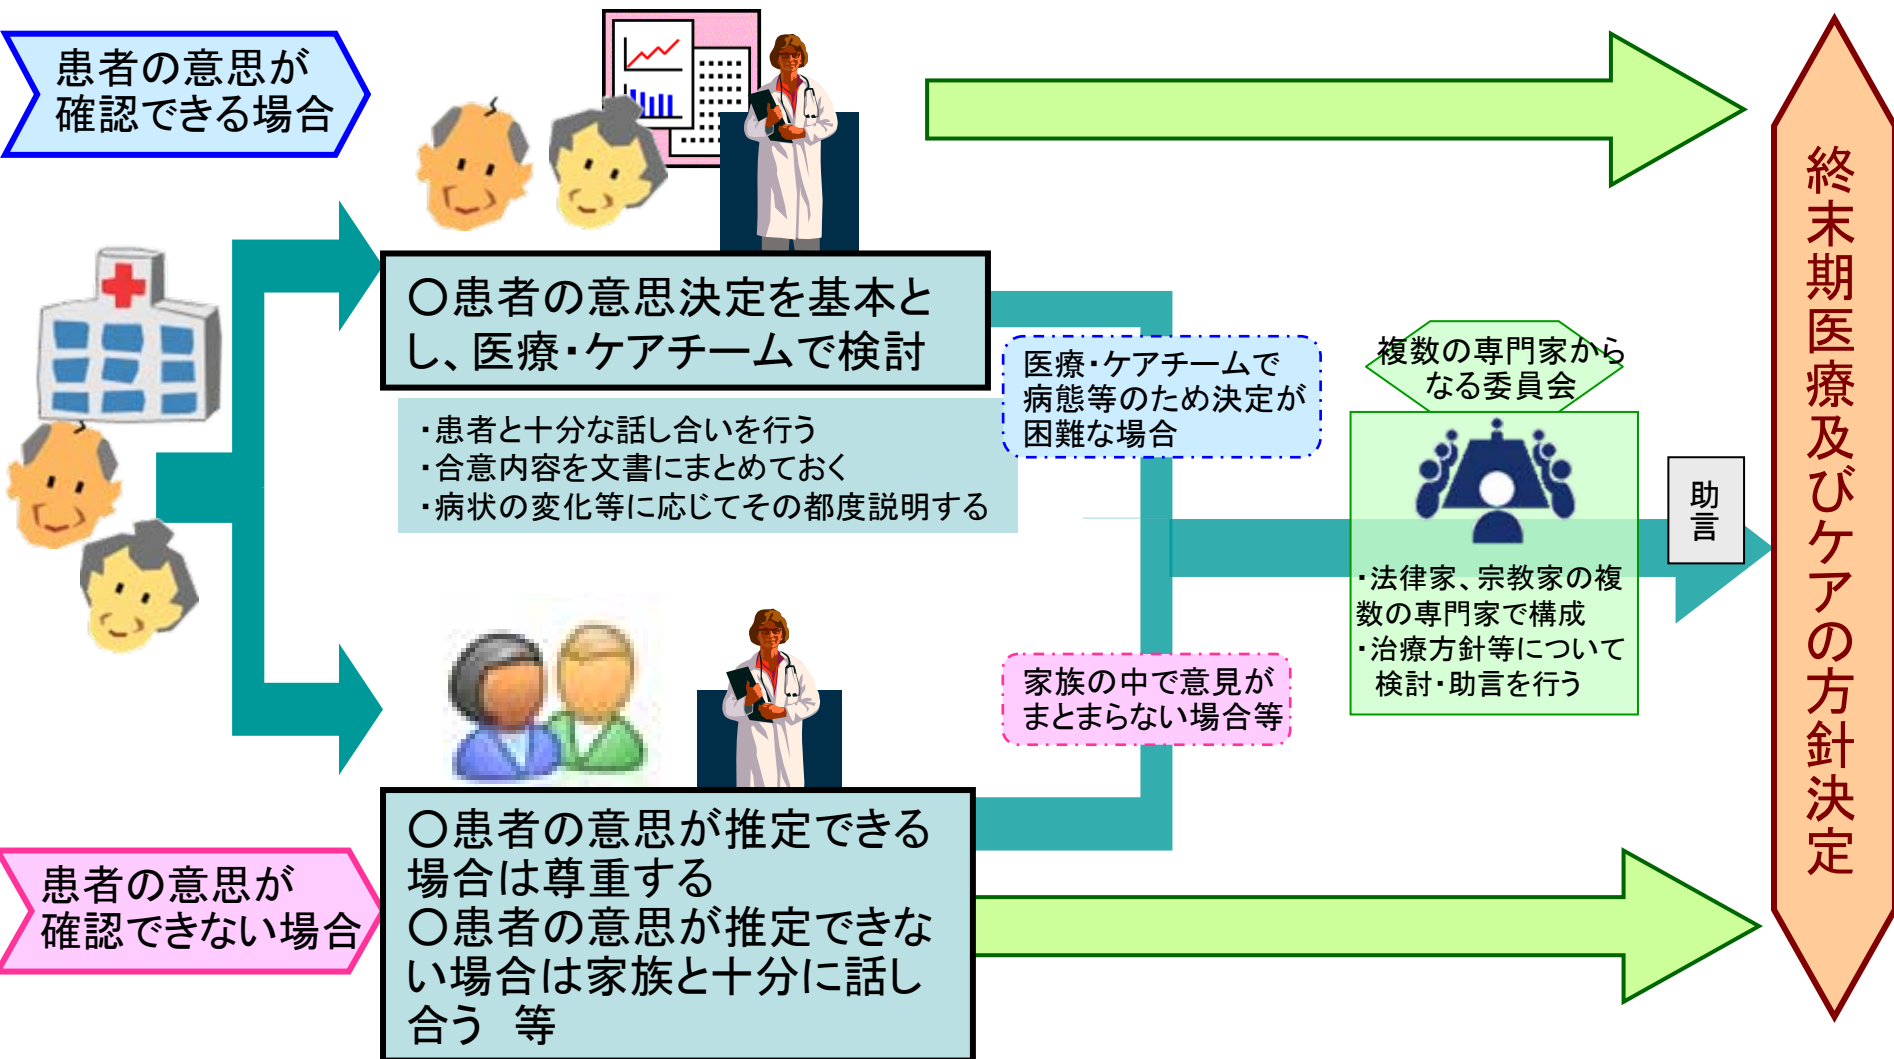 患者の意思が
確認できる場合
〇患者の意思決定を基本と
し、医療・ケアチームで検討
・患者と十分な話し合いを行う
・合意内容を文書にまとめておく
・病状の変化等に応じてその都度説明する
医療・ケアチームで
病態等のため決定が
困難な場合
複数の専門家から
なる委員会
・法律家、宗教家の複
数の専門家で構成
・治療方針等について
検討・助言を行う
助言
家族の中で意見が
まとまらない場合等
患者の意思が
確認できない場合
〇患者の意思が推定できる
場合は尊重する
〇患者の意思が推定できな
い場合は家族と十分に話し
合う　等
終末期医療及びケアの方針決定